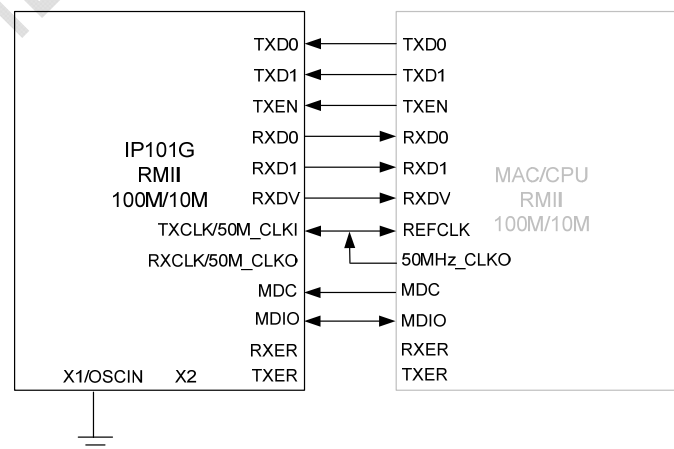 TXD0
TXD1
TXEN
RXD0
RXD1
RXDV
TXCLK/50M_CLKI
RXCLK/50M_CLKO
MDC
MDIO
RXER
TXER
IP101G
RMII
100M/10M
X1/OSCIN X2
TXD0
TXD1
TXEN
RXD0
RXD1
RXDV
REFCLK
50MHz_CLKO
MDC
MDIO
RXER
TXER
MAC/CPU
RMII
100M/10M